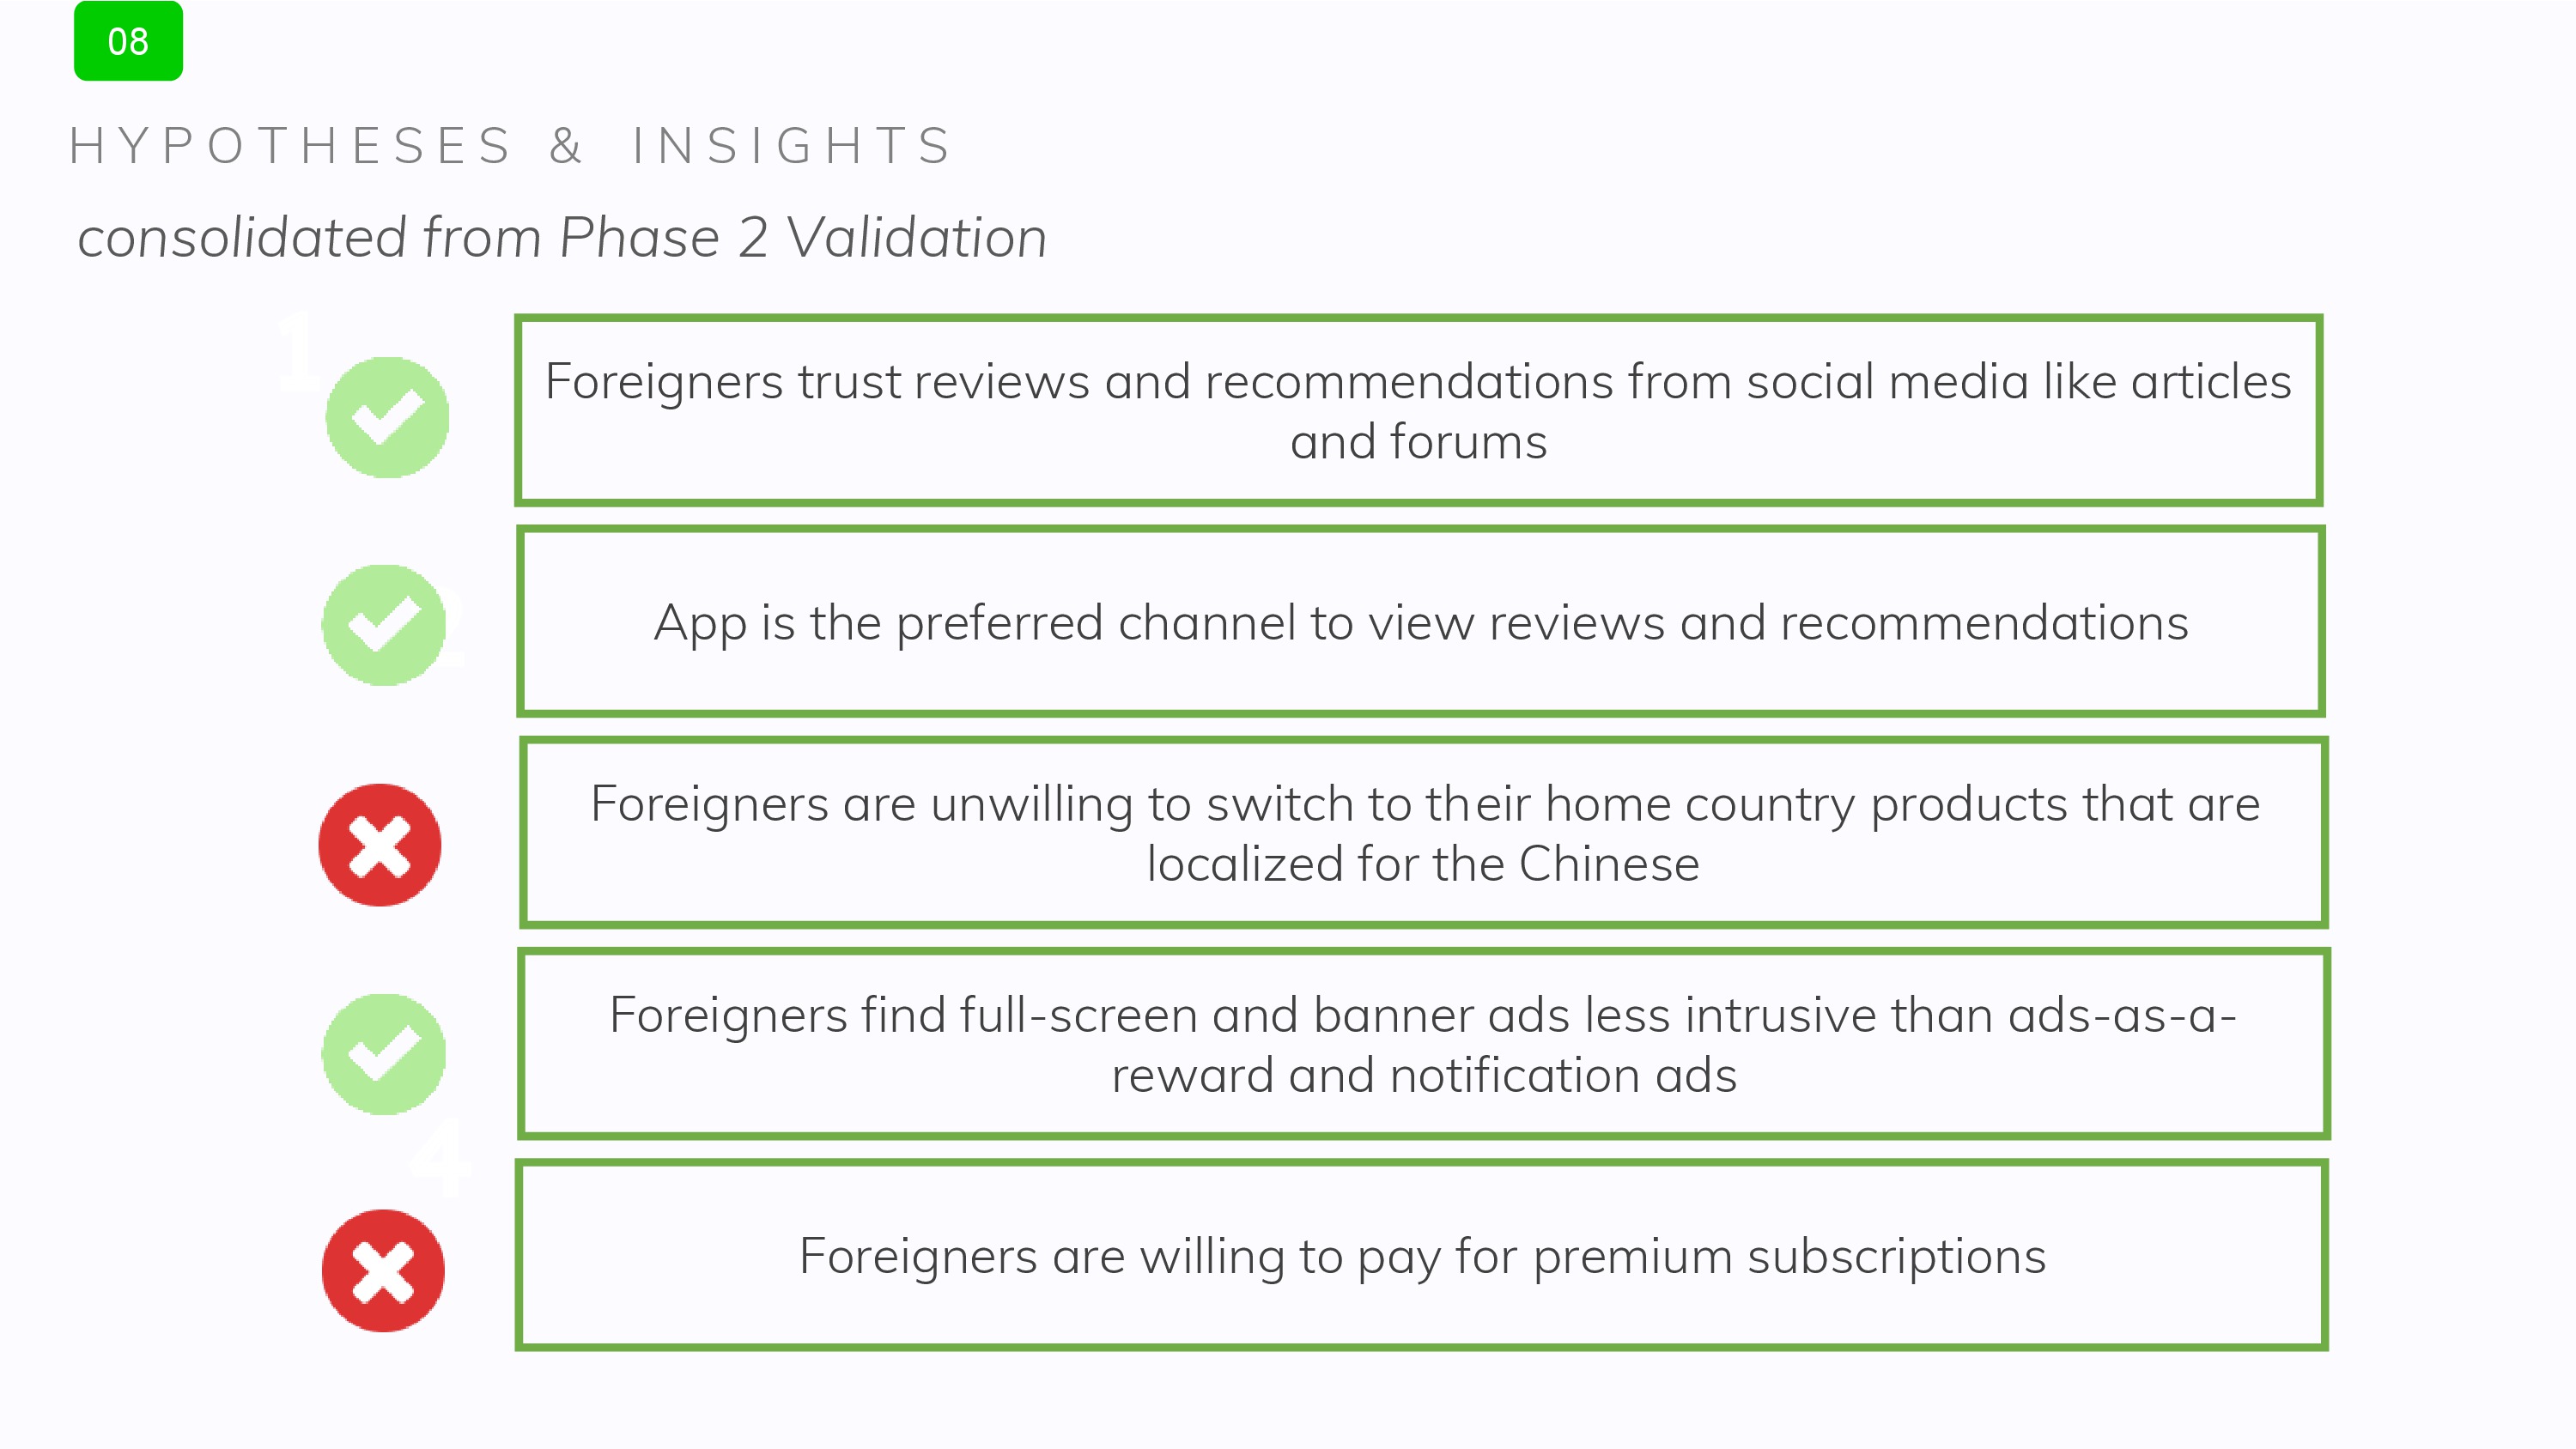 08
HYPOTHESES & INSIGHTS
consolidated from Phase 2 Validation
1
Foreigners trust reviews and recommendations from social media like articles
and forums
2
App is the preferred channel to view reviews and recommendations
Foreigners are unwilling to switch to their home country products that are
localized for the Chinese
Foreigners find full-screen and banner ads less intrusive than ads-as-a-
reward and notification ads
4
Foreigners are willing to pay for premium subscriptions